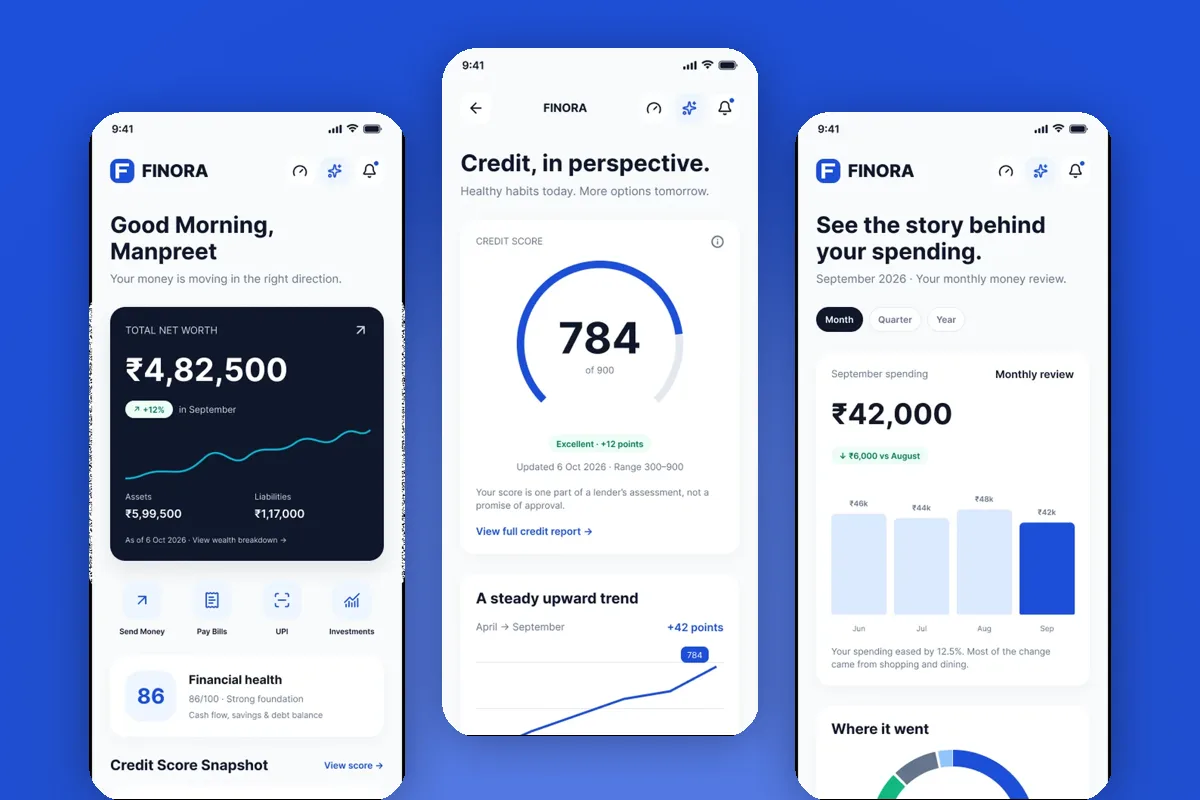 9:41
FINORA
Good Morning,
Manpreet
Your money is moving in the right direction.
TOTAL NET WORTH
₹4,82,500
↗ +12% in September
Assets Liabilities
₹5,99,500 ₹1,17,000
As of 6 Oct 2026 · View wealth breakdown →
Send Money Pay Bills UPI Investments
86
Financial health
86/100 · Strong foundation
Cash flow, savings & debt balance
Credit Score Snapshot View score →
9:41
FINORA
Credit, in perspective.
Healthy habits today. More options tomorrow.
CREDIT SCORE
784
of 900
Excellent · +12 points
Updated 6 Oct 2026 · Range 300–900
Your score is one part of a lender's assessment, not a
promise of approval.
View full credit report →
A steady upward trend
April → September +42 points
784
9:41
FINORA
See the story behind
your spending.
September 2026 · Your monthly money review.
Month Quarter Year
September spending Monthly review
₹42,000
↓ ₹6,000 vs August
₹46k ₹44k ₹48k ₹42k
Jun Jul Aug Sep
Your spending eased by 12.5%. Most of the change
came from shopping and dining.
Where it went